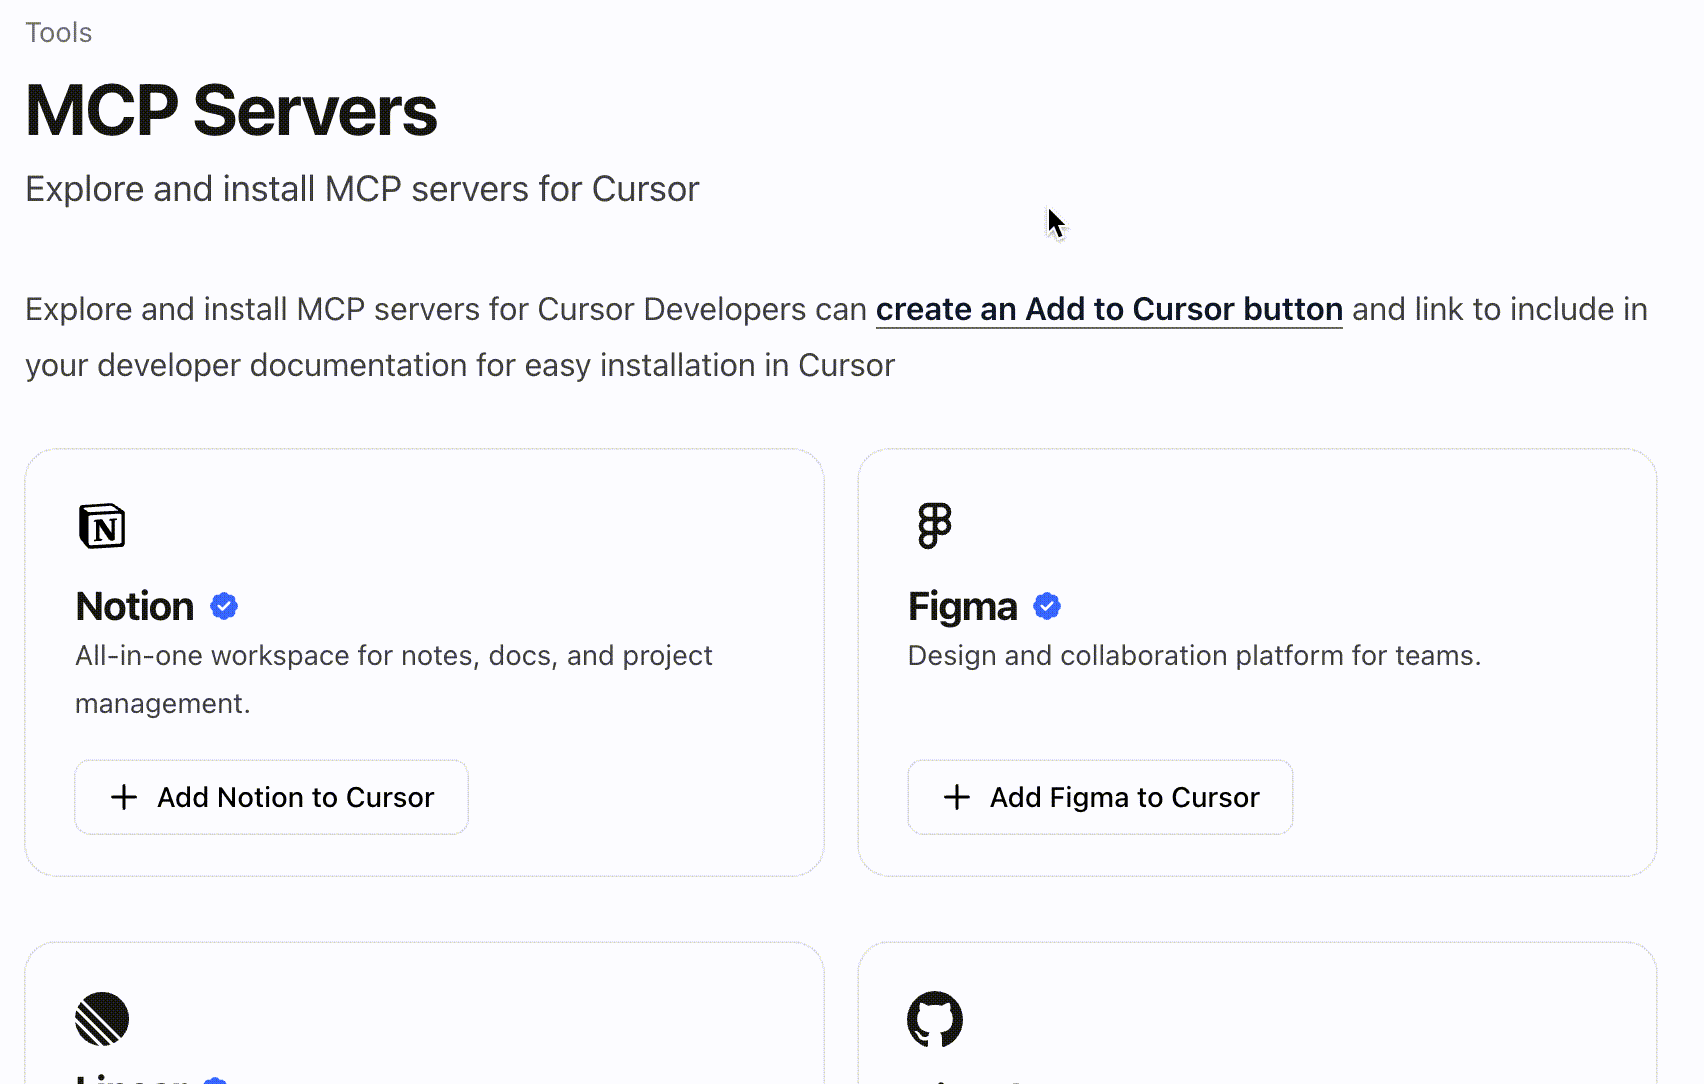 Tools
MCP Servers
Explore and install MCP servers for Cursor
Explore and install MCP servers for Cursor Developers can create an Add to Cursor button and link to include in
your developer documentation for easy installation in Cursor
N
Notion
All-in-one workspace for notes, docs, and project
management.
Add Notion to Cursor
Figma
Design and collaboration platform for teams.
Add Figma to Cursor